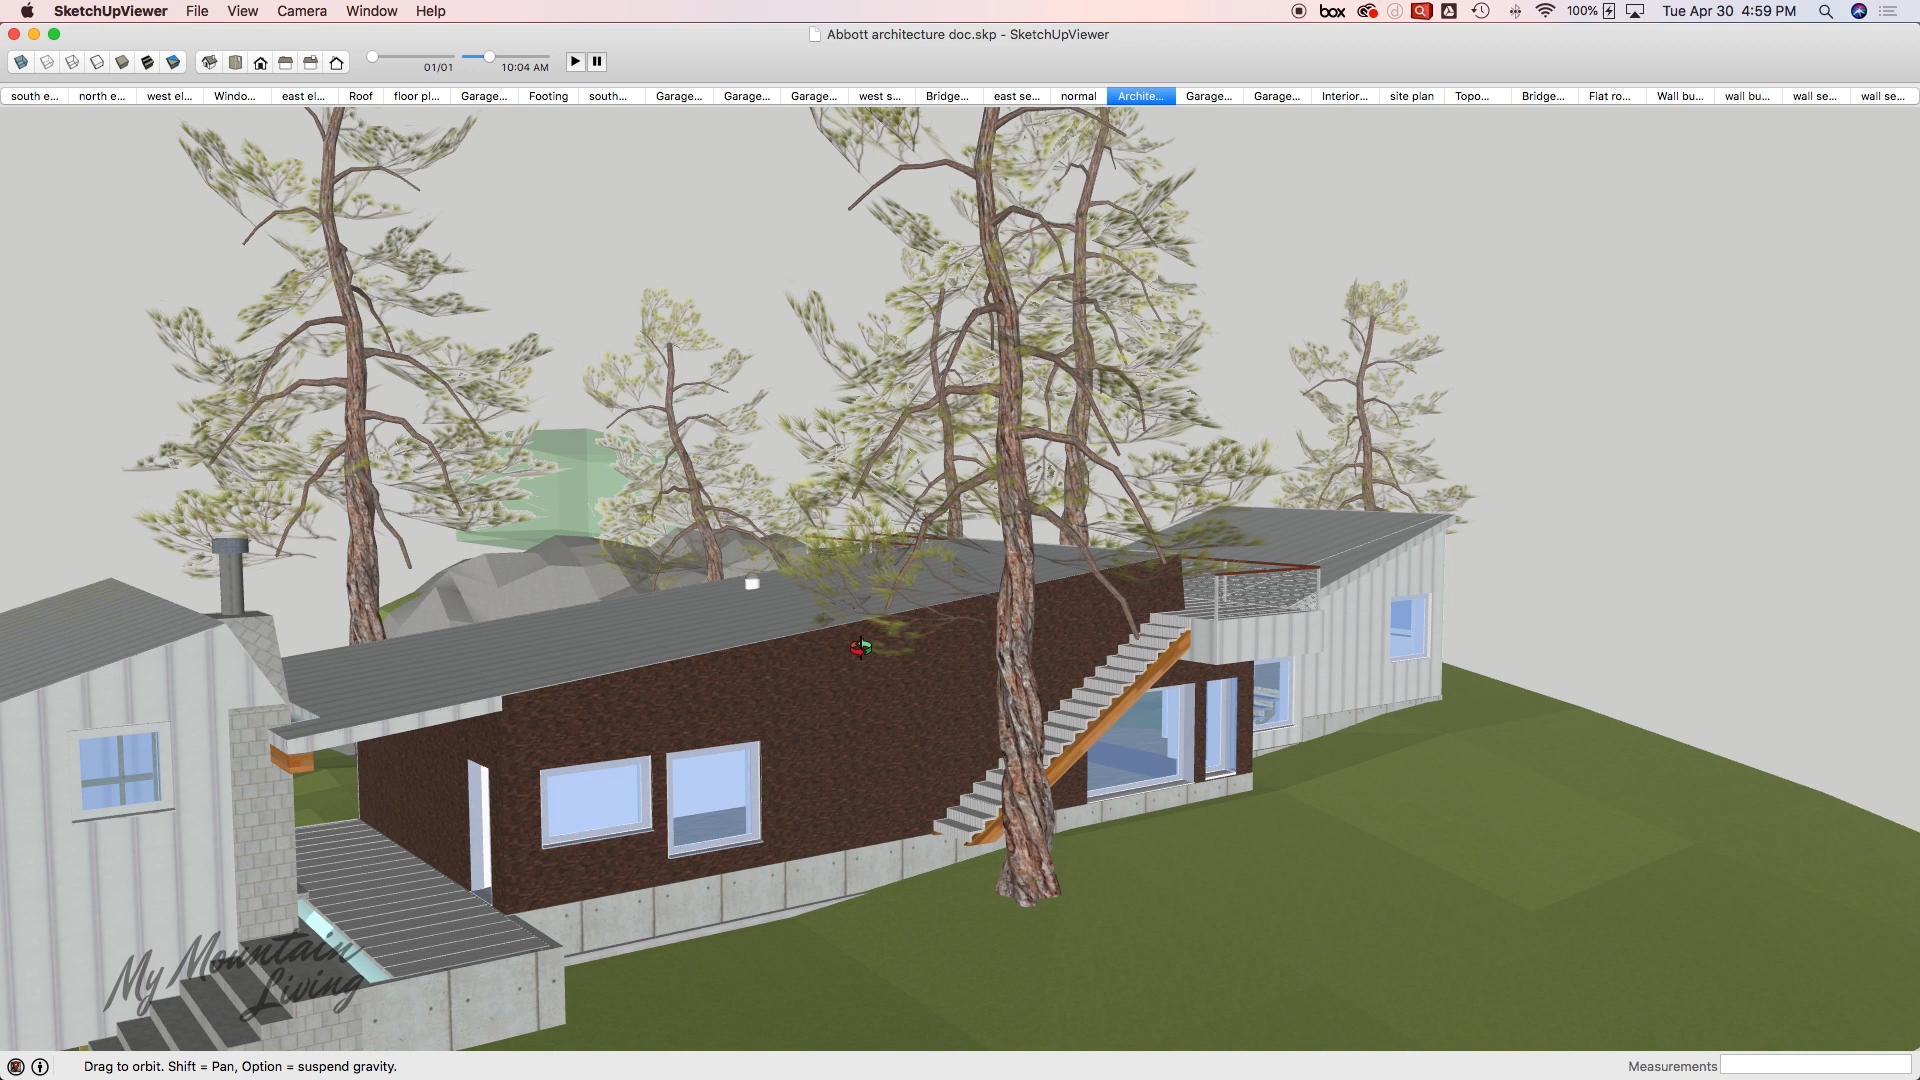 SketchUpViewer File View Camera Window Help box 100% Tue Apr 30 4:59 PM
Abbott architecture doc.skp - SketchUpViewer
01/01 10:04 AM
south e... north e... west el... Windo... east el... Roof floor pl... Garage... Footing south... Garage... Garage... Garage... west s... Bridge... east se... normal Archite... Garage... Garage... Interior... site plan Topo... Bridge... Flat ro... Wall bu... wall bu... wall se... wall se...
My Mountain
Living
Drag to orbit. Shift = Pan, Option = suspend gravity. Measurements